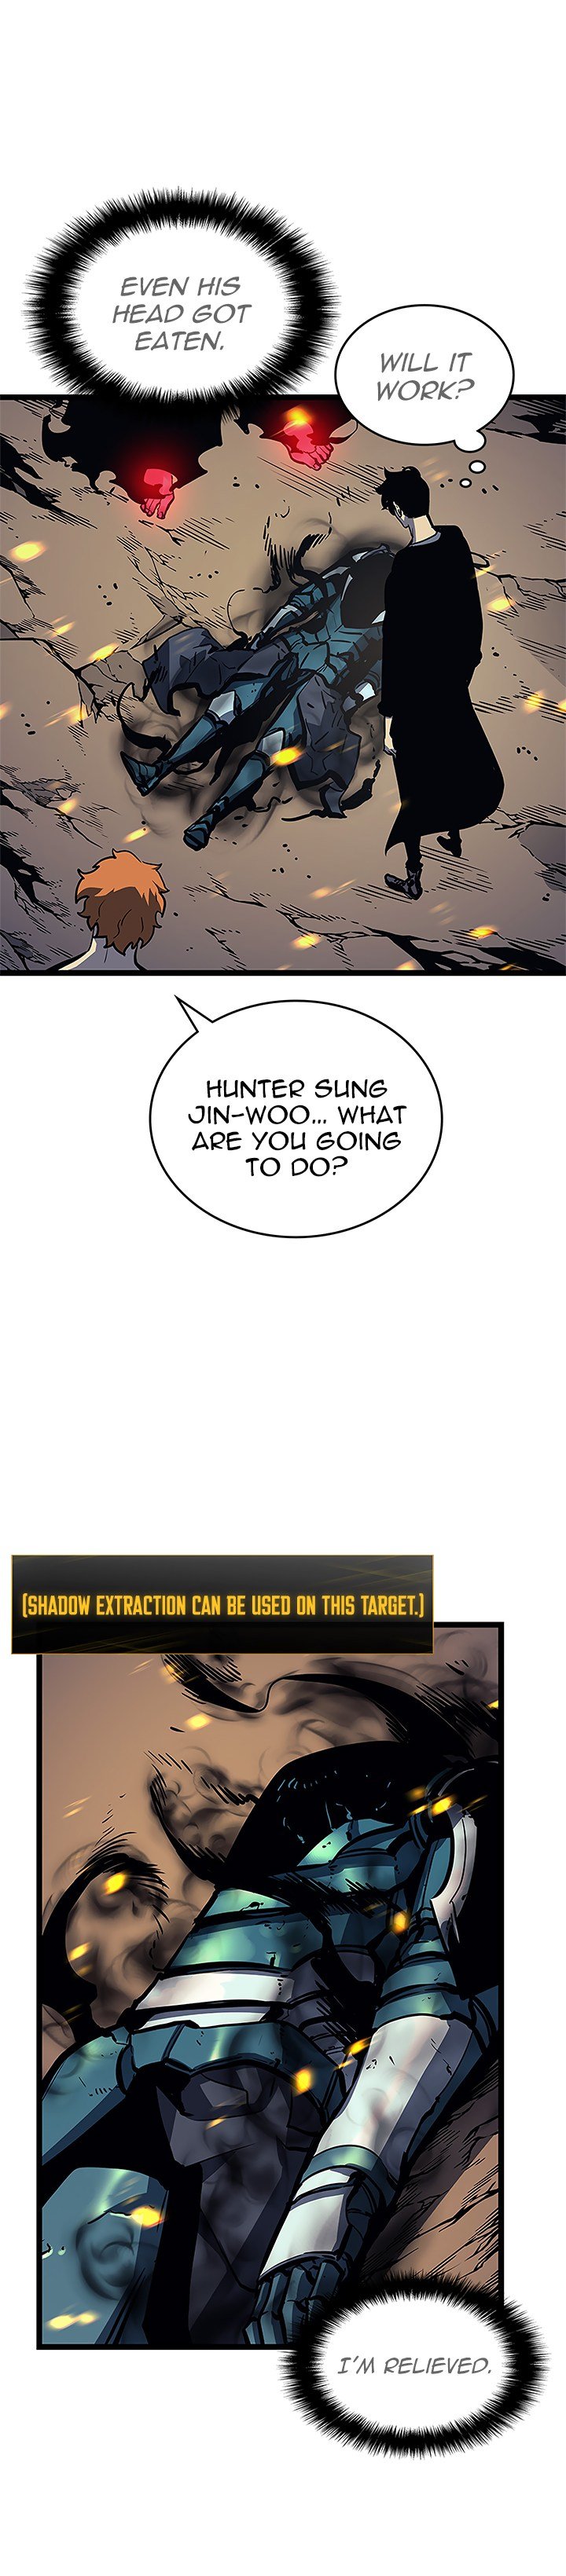 EVEN HIS
HEAD GOT
EATEN.
WILL IT
WORK?
HUNTER SUNG
JIN-WOO... WHAT
ARE YOU GOING
TO DO?
[SHADOW EXTRACTION CAN BE USED ON THIS TARGET.]
I'M RELIEVED.